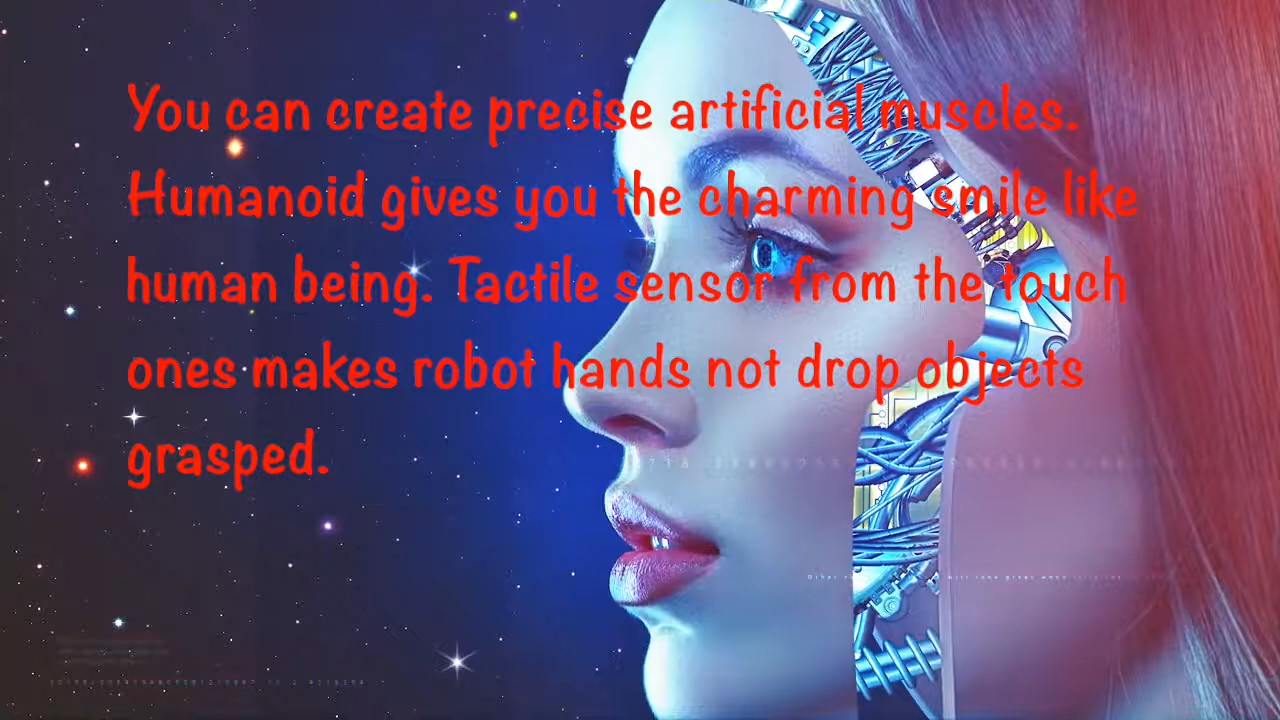 You can create precise artificial muscles.
Humanoid gives you the charming smile like
human being. Tactile sensor from the touch
ones makes robot hands not drop objects
grasped.